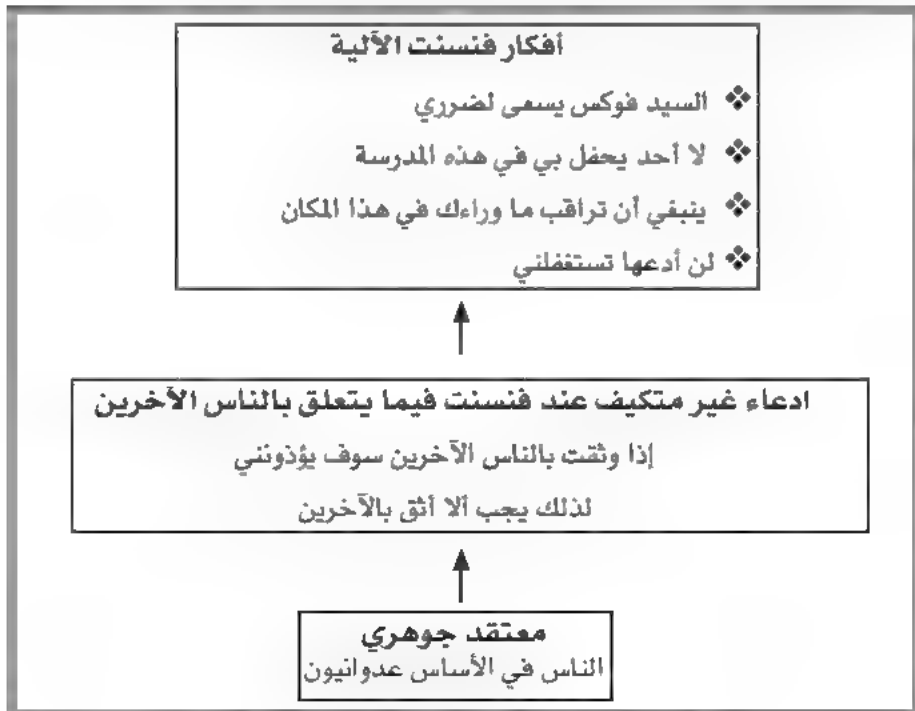 أفكار فنسنت الآلية
❖ السيد فوكس يسعى لضرري
❖ لا أحد يحفل بي في هذه المدرسة
❖ ينبغي أن تراقب ما وراءك في هذا المكان
❖ لن أدعها تستغفلني
ادعاء غير متكيف عند فنسنت فيما يتعلق بالناس الآخرين
إذا وثقت بالناس الآخرين سوف يؤذونني
لذلك يجب ألا أثق بالآخرين
معتقد جوهري
الناس في الأساس عدوانيون